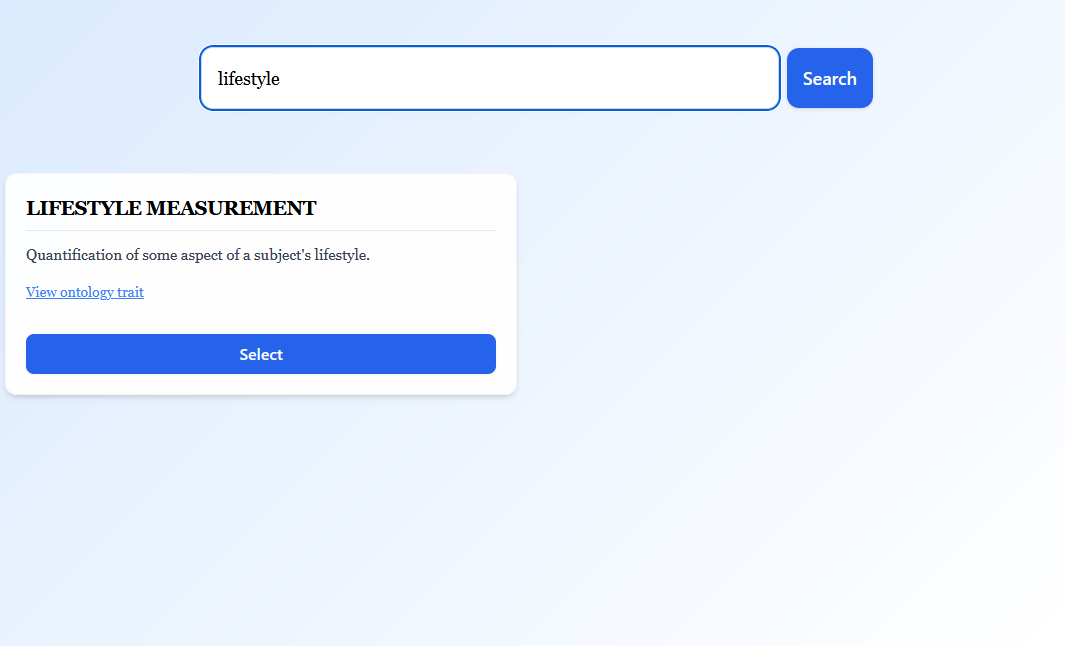 lifestyle
Search
LIFESTYLE MEASUREMENT
Quantification of some aspect of a subject's lifestyle.
View ontology trait
Select